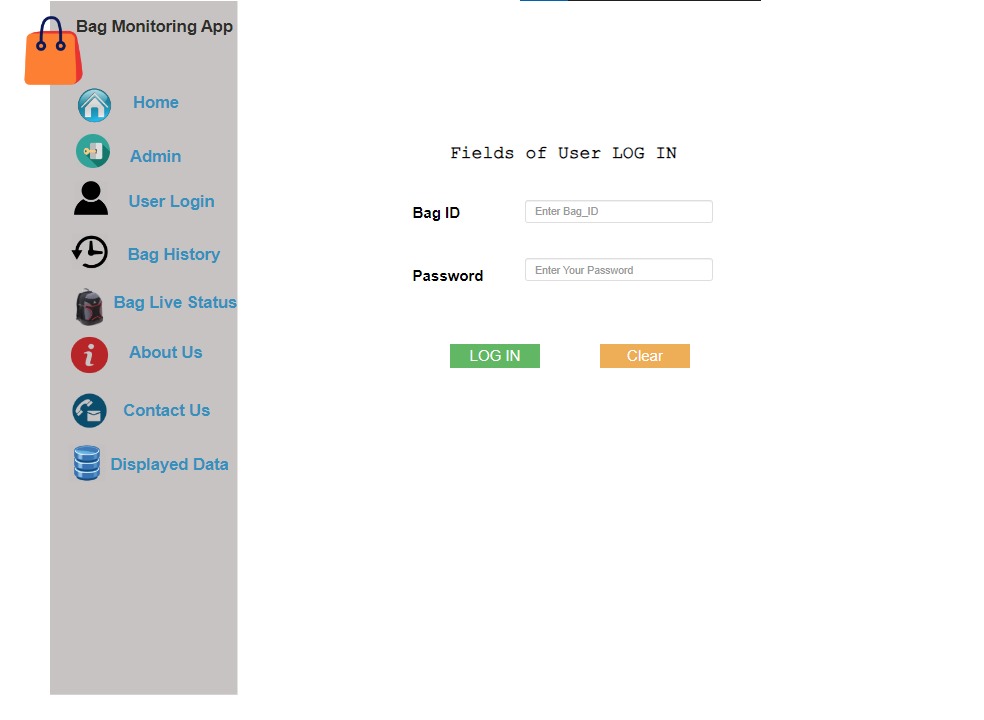 Bag Monitoring App
Home
Admin
User Login
Bag History
Bag Live Status
About Us
Contact Us
Displayed Data
Fields of User LOG IN
Bag ID
Enter Bag_ID
Password
Enter Your Password
LOG IN
Clear